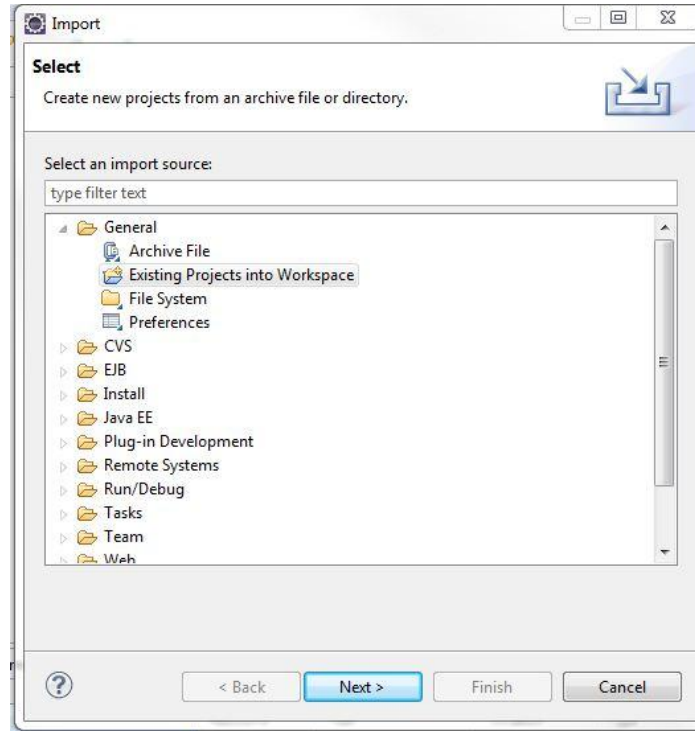 Import
Select
Create new projects from an archive file or directory.
Select an import source:
type filter text
General
Archive File
Existing Projects into Workspace
File System
Preferences
CVS
EJB
Install
Java EE
Plug-in Development
Remote Systems
Run/Debug
Tasks
Team
Web
< Back Next > Finish Cancel